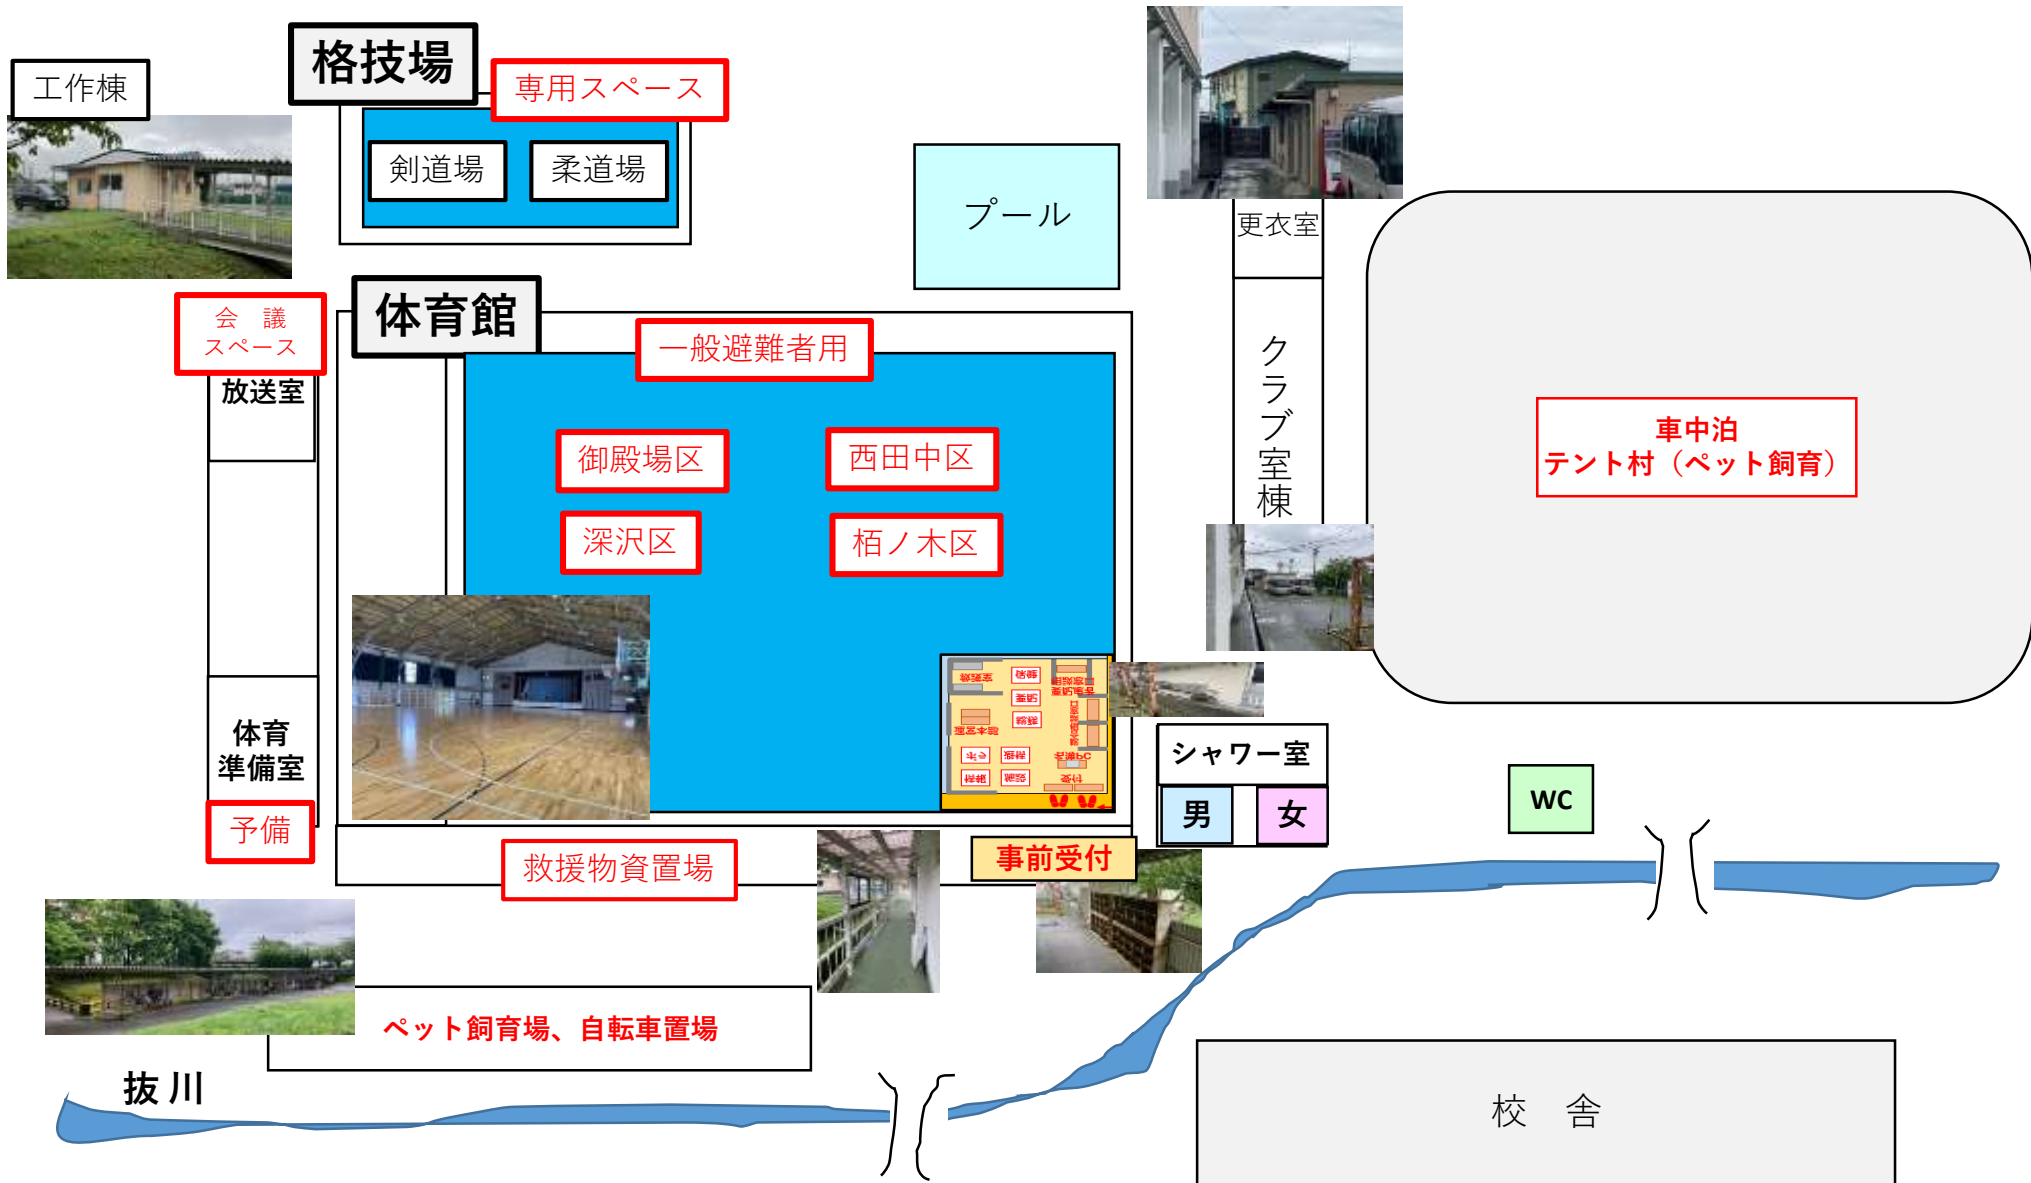 格技場
専用スペース
工作棟
剣道場
柔道場
プール
更衣室
会　議
スペース
体育館
一般避難者用
放送室
クラブ室棟
車中泊
テント村（ペット飼育）
御殿場区
西田中区
深沢区
栢ノ木区
体育
準備室
シャワー室
男
女
WC
予備
救援物資置場
事前受付
受付
ペット飼育場、自転車置場
抜 川
校　舎